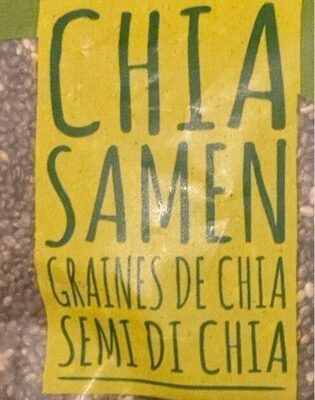 CHIA
SAMEN
GRAINES DE CHIA
SEMI DI CHIA